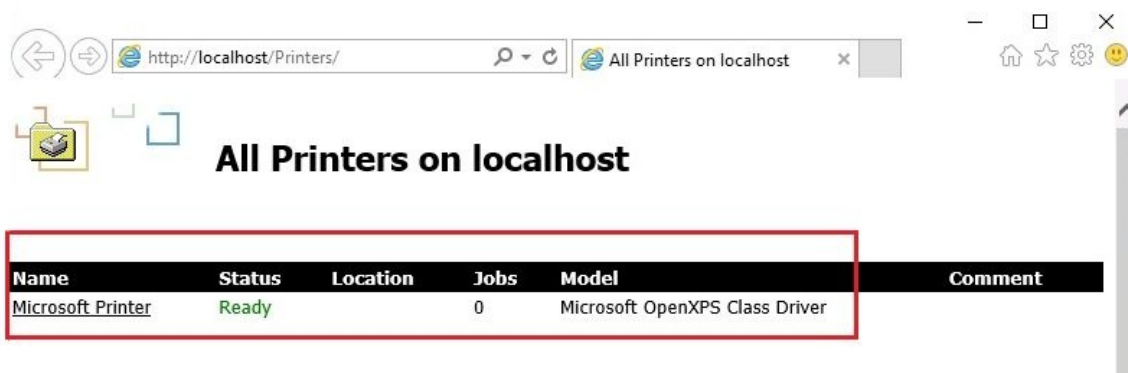 http://localhost/Printers/
All Printers on localhost
All Printers on localhost
Name Status Location Jobs Model Comment
Microsoft Printer Ready 0 Microsoft OpenXPS Class Driver